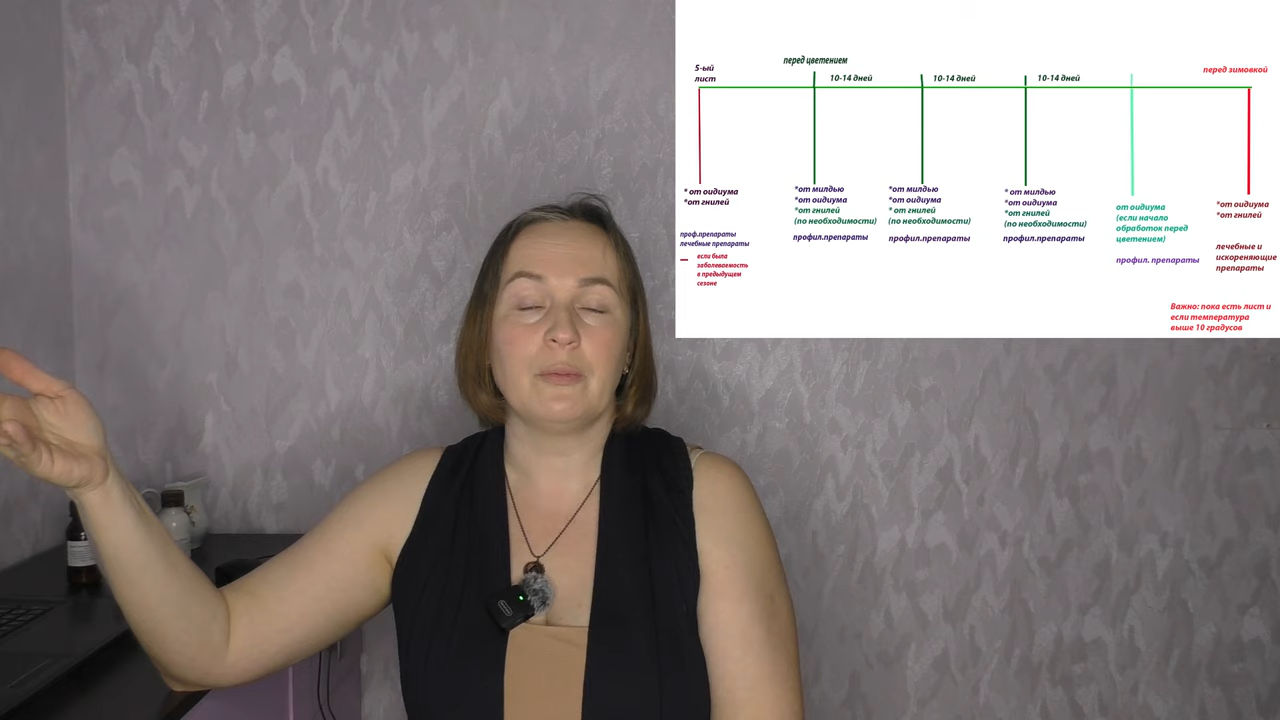 5-ый
лист
перед цветением
10-14 дней
10-14 дней
10-14 дней
перед зимовкой
* от оидиума
*от гнилей
проф.препараты
лечебные препараты
если была
заболеваемость
в предыдущем
сезоне
*от милдью
*от оидиума
*от гнилей
(по необходимости)
профил.препараты
*от милдью
*от оидиума
* от гнилей
(по необходимости)
профил.препараты
* от милдью
*от оидиума
*от гнилей
(по необходимости)
профил.препараты
от оидиума
(если начало
обработок перед
цветением)
профил. препараты
*от оидиума
*от гнилей
лечебные и
искореняющие
препараты
Важно: пока есть лист и
если температура
выше 10 градусов